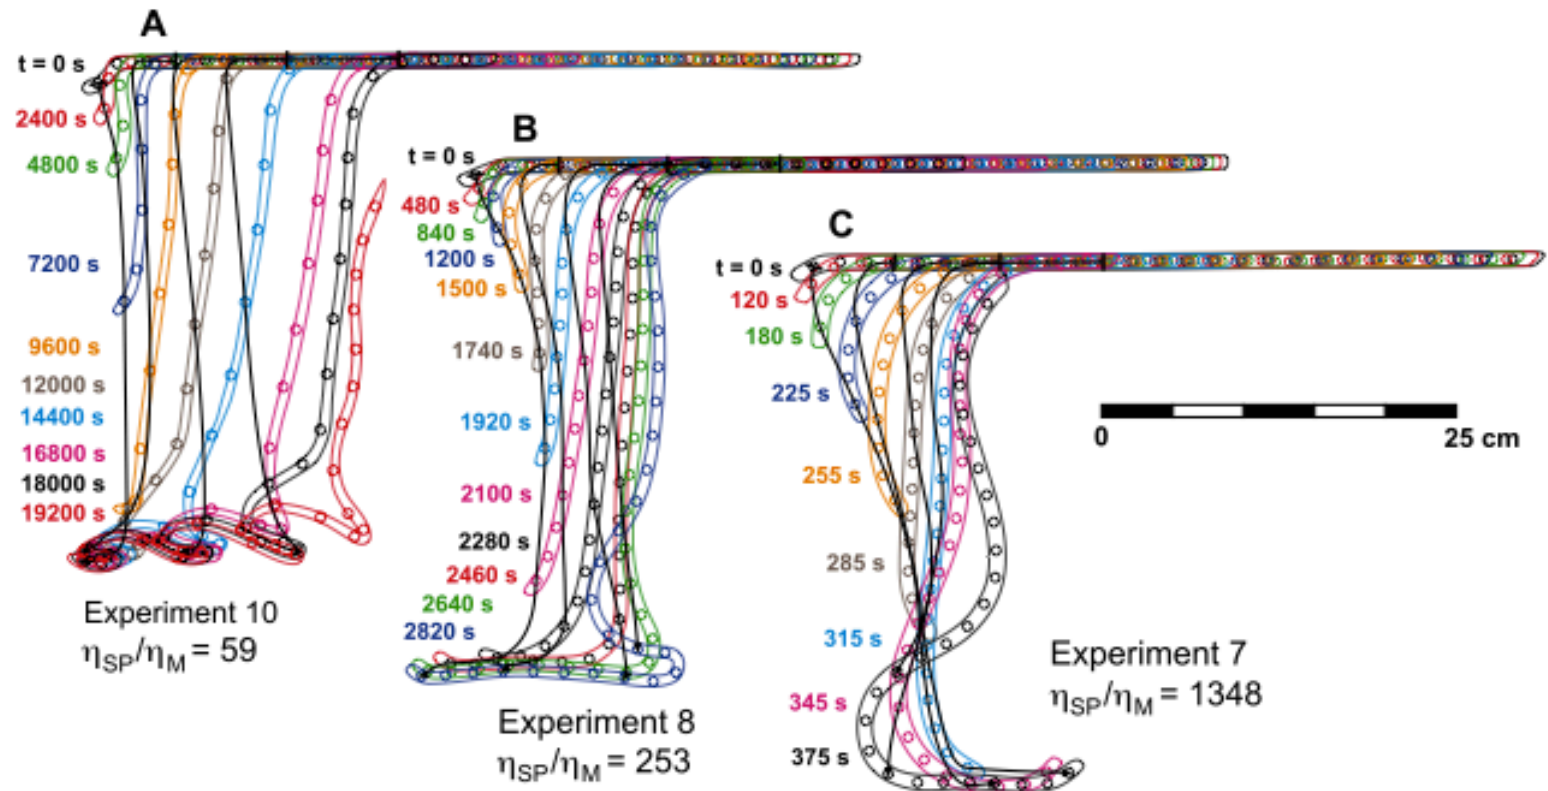 A
t = 0 s
2400 s
4800 s
7200 s
9600 s
12000 s
14400 s
16800 s
18000 s
19200 s
Experiment 10
ηSP/ηM = 59
B
t = 0 s
480 s
840 s
1200 s
1500 s
1740 s
1920 s
2100 s
2280 s
2460 s
2640 s
2820 s
Experiment 8
ηSP/ηM = 253
C
t = 0 s
120 s
180 s
225 s
255 s
285 s
315 s
345 s
375 s
Experiment 7
ηSP/ηM = 1348
0 25 cm